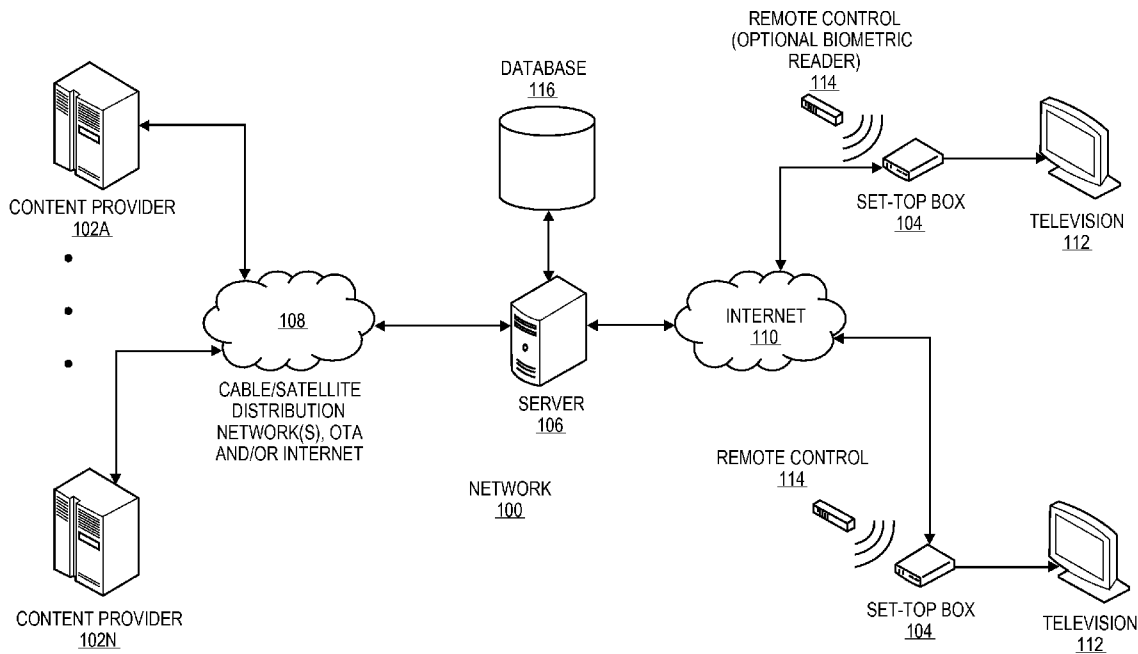 REMOTE CONTROL
(OPTIONAL BIOMETRIC
READER)
114
DATABASE
116
CONTENT PROVIDER
102A
SET-TOP BOX
104
TELEVISION
112
108
CABLE/SATELLITE
DISTRIBUTION
NETWORK(S), OTA
AND/OR INTERNET
SERVER
106
INTERNET
110
NETWORK
100
REMOTE CONTROL
114
CONTENT PROVIDER
102N
SET-TOP BOX
104
TELEVISION
112